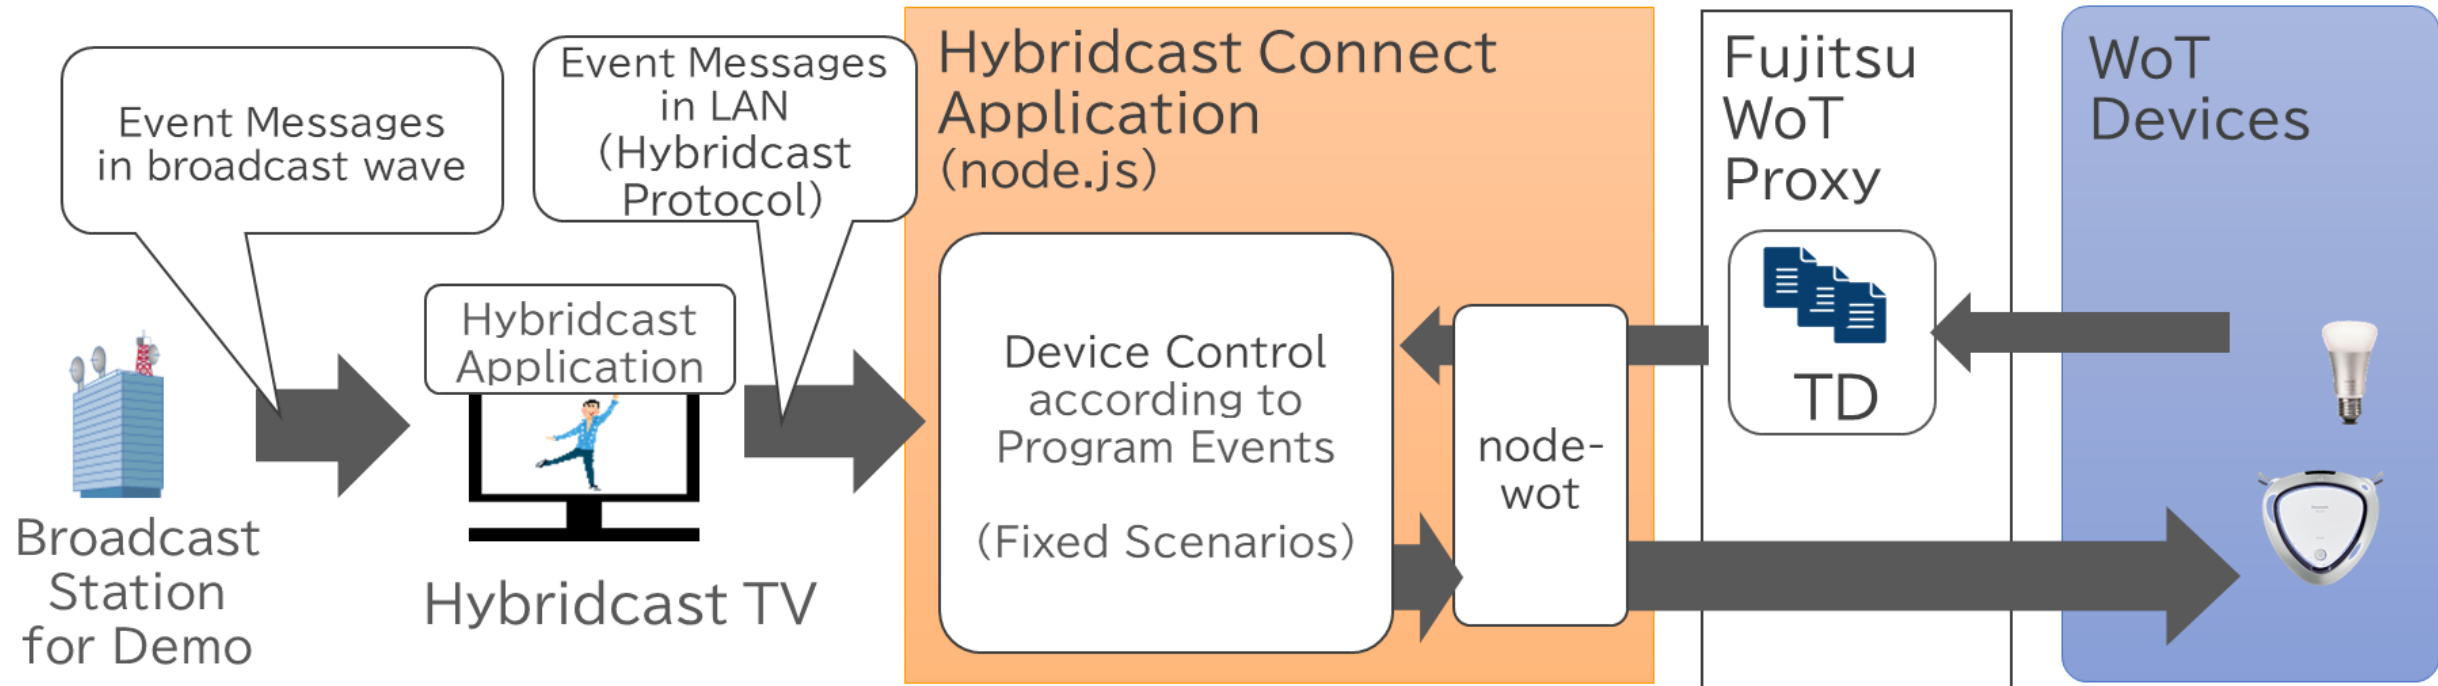 Event Messages
in broadcast wave
Event Messages
in LAN
(Hybridcast
Protocol)
Hybridcast Connect
Application
(node.js)
Fujitsu
WoT
Proxy
WoT
Devices
Hybridcast
Application
Device Control
according to
Program Events
(Fixed Scenarios)
node-
wot
TD
Broadcast
Station
for Demo
Hybridcast TV